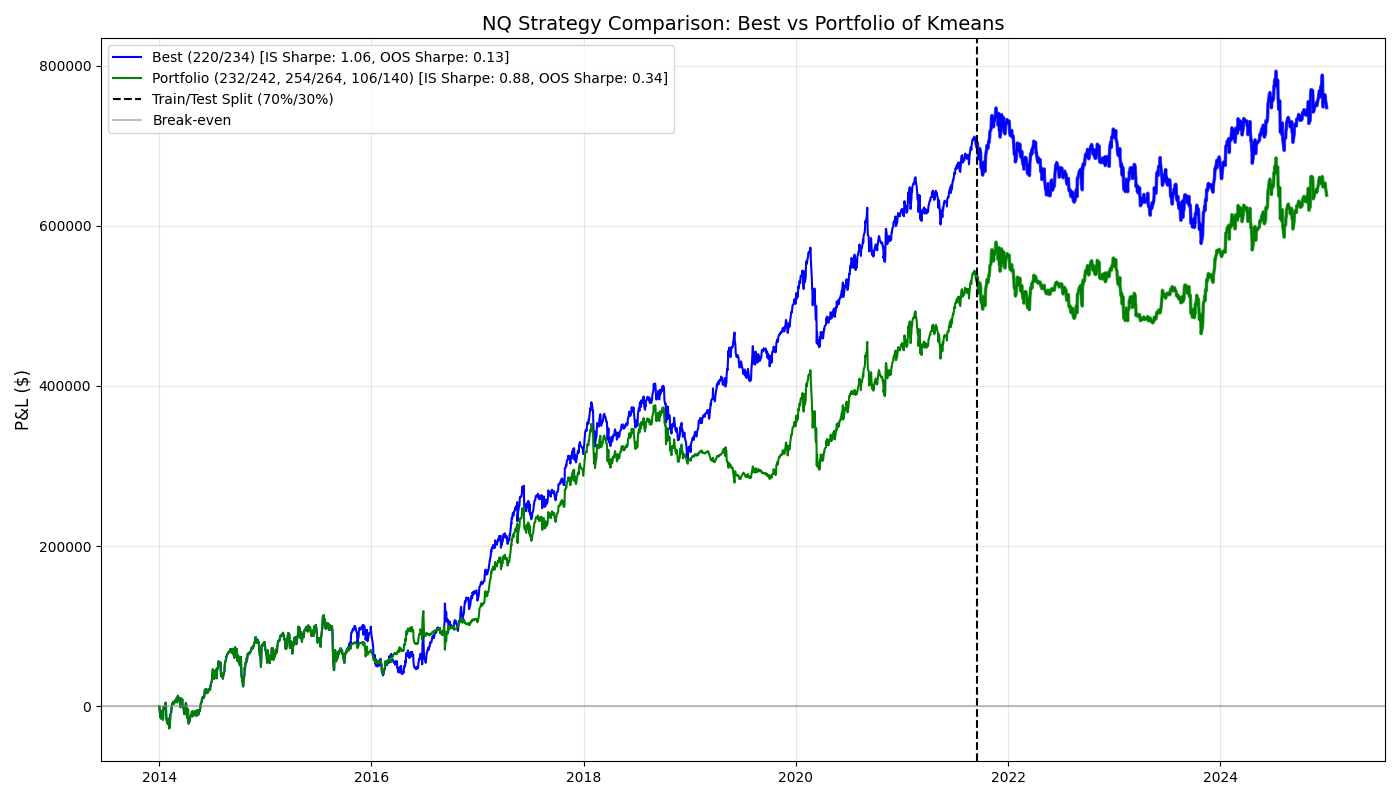 NQ Strategy Comparison: Best vs Portfolio of Kmeans
Best (220/234) [IS Sharpe: 1.06, OOS Sharpe: 0.13]
Portfolio (232/242, 254/264, 106/140) [IS Sharpe: 0.88, OOS Sharpe: 0.34]
Train/Test Split (70%/30%)
Break-even
P&L ($)
800000
600000
400000
200000
0
2014 2016 2018 2020 2022 2024